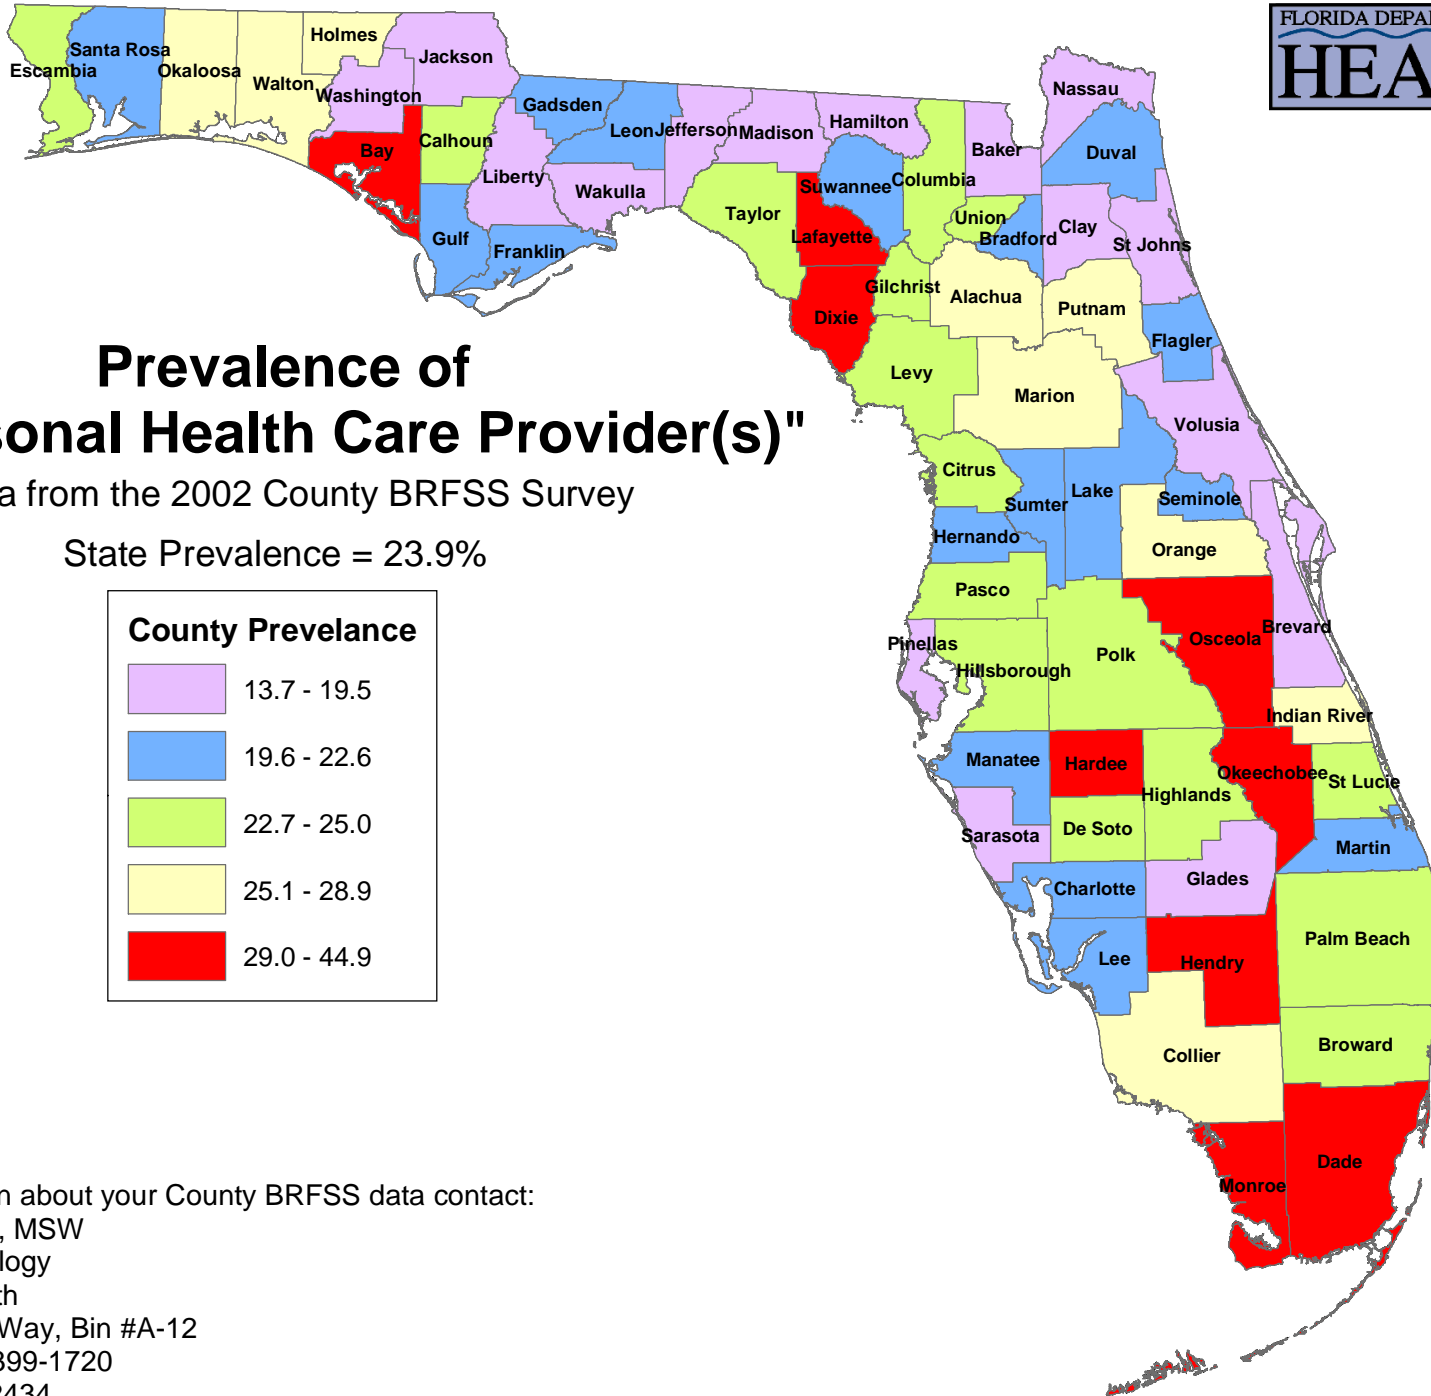 FLORIDA DEPA
HEA
Holmes
Santa Rosa
Jackson
Escambia
Okaloosa
Walton
Washington
Nassau
Gadsden
Leon
Jefferson
Madison
Hamilton
Calhoun
Bay
Baker
Duval
Liberty
Wakulla
Suwannee
Columbia
Taylor
Union
Bradford
Clay
St Johns
Lafayette
Gulf
Franklin
Gilchrist
Alachua
Putnam
Dixie
Flagler
Prevalence of
sonal Health Care Provider(s)"
a from the 2002 County BRFSS Survey
State Prevalence = 23.9%
Levy
Marion
Volusia
Citrus
Sumter
Lake
Seminole
Hernando
Orange
Pasco
Pinellas
Hillsborough
Polk
Osceola
Brevard
Indian River
Manatee
Hardee
Highlands
Okeechobee
St Lucie
Sarasota
De Soto
Martin
Charlotte
Glades
Lee
Hendry
Palm Beach
Collier
Broward
Monroe
Dade
County Prevelance
13.7 - 19.5
19.6 - 22.6
22.7 - 25.0
25.1 - 28.9
29.0 - 44.9
n about your County BRFSS data contact:
, MSW
logy
th
Way, Bin #A-12
399-1720
2434